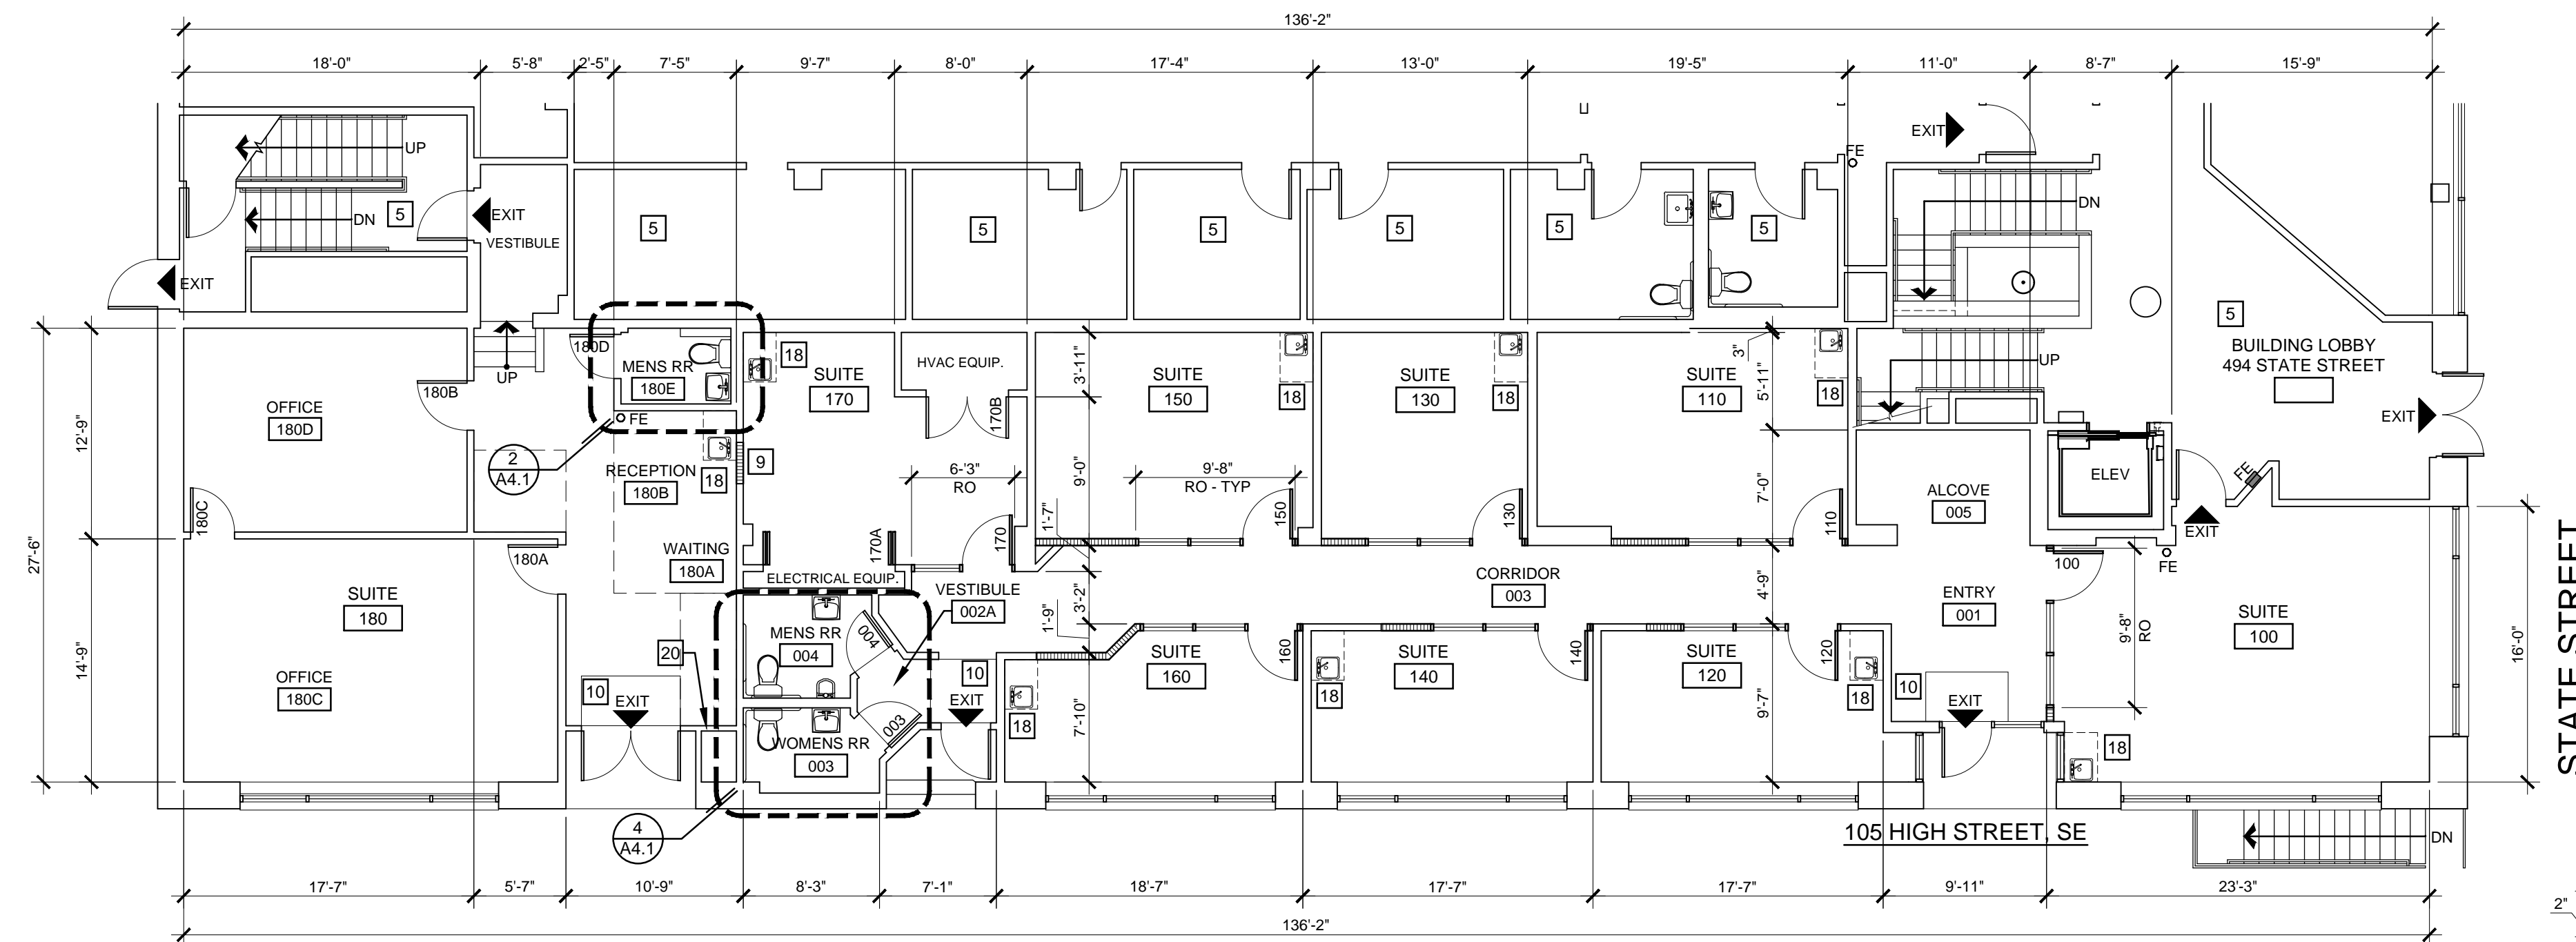 136'-2"
18'-0" 5'-8" 2'-5" 7'-5" 9'-7" 8'-0" 17'-4" 13'-0" 19'-5" 11'-0" 8'-7" 15'-9"
UP
DN
5
EXIT
VESTIBULE
EXIT
5
5
5
5
5
5
FE
EXIT
DN
5
BUILDING LOBBY
494 STATE STREET
EXIT
27'-6"
12'-9"
14'-9"
OFFICE
180D
180B
180C
UP
180D
MENS RR
180E
FE
2
A4.1
RECEPTION
180B
18
9
WAITING
180A
180A
SUITE
180
OFFICE
180C
18
SUITE
170
HVAC EQUIP.
170B
6-'3"
RO
170A
170
ELECTRICAL EQUIP.
VESTIBULE
002A
MENS RR
004
004
WOMENS RR
003
003
20
10
EXIT
10
EXIT
4
A4.1
3'-11"
9'-0"
1'-7"
3'-2"
1'-9"
7'-10"
SUITE
150
18
9'-8"
RO - TYP
150
SUITE
130
18
130
SUITE
110
3"
5'-11"
7'-0"
4'-9"
9'-7"
18
110
UP
CORRIDOR
003
SUITE
160
160
18
SUITE
140
140
18
SUITE
120
120
18
ALCOVE
005
ELEV
FE
EXIT
FE
100
ENTRY
001
10
EXIT
9'-8"
RO
SUITE
100
18
16'-0"
STATE STREET
105 HIGH STREET, SE
DN
17'-7" 5'-7" 10'-9" 8'-3" 7'-1" 18'-7" 17'-7" 17'-7" 9'-11" 23'-3"
2"
136'-2"